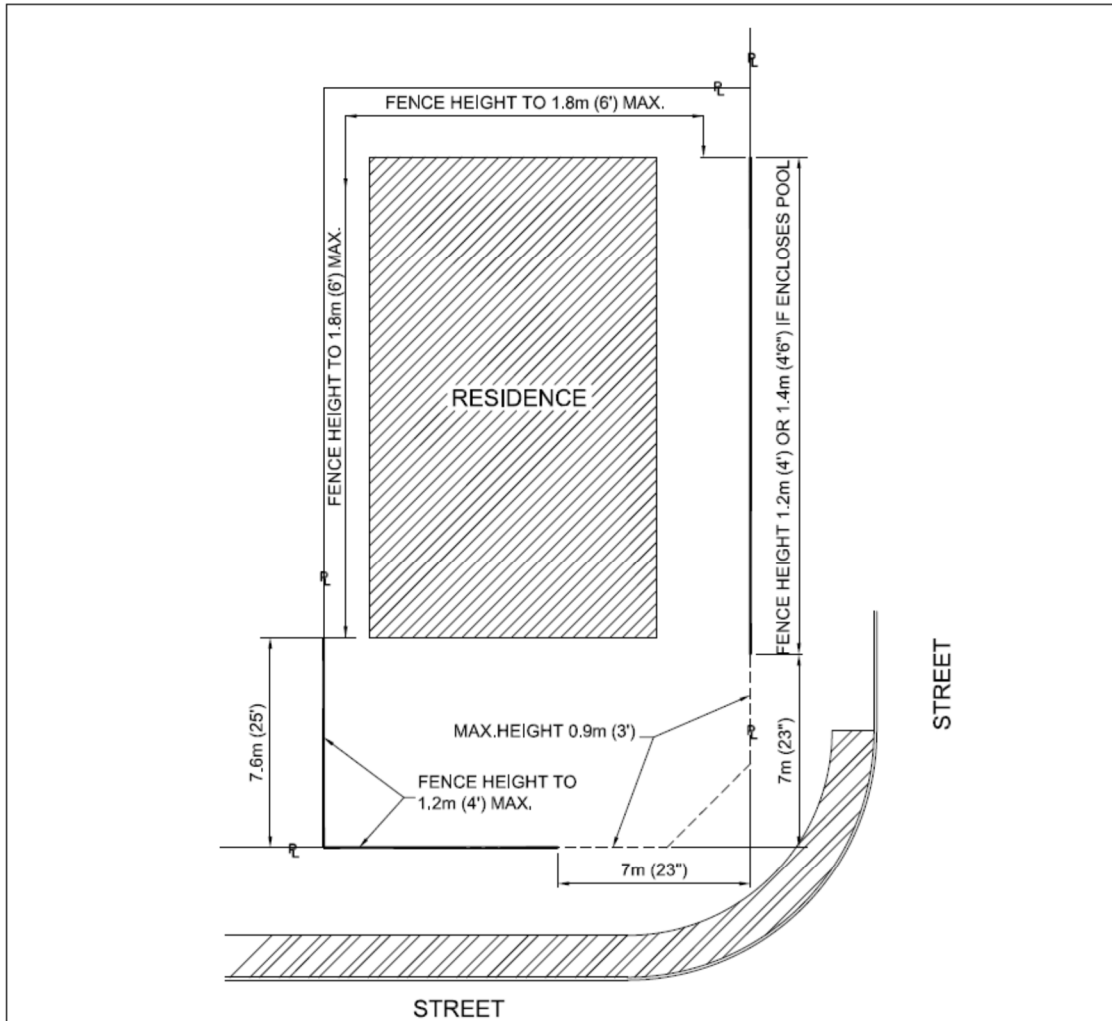 PL
PL
FENCE HEIGHT TO 1.8m (6') MAX.
FENCE HEIGHT TO 1.8m (6') MAX.
FENCE HEIGHT 1.2m (4') OR 1.4m (4'6") IF ENCLOSES POOL
RESIDENCE
PL
7.6m (25')
MAX.HEIGHT 0.9m (3')
PL
7m (23")
STREET
FENCE HEIGHT TO
1.2m (4') MAX.
PL
7m (23")
STREET